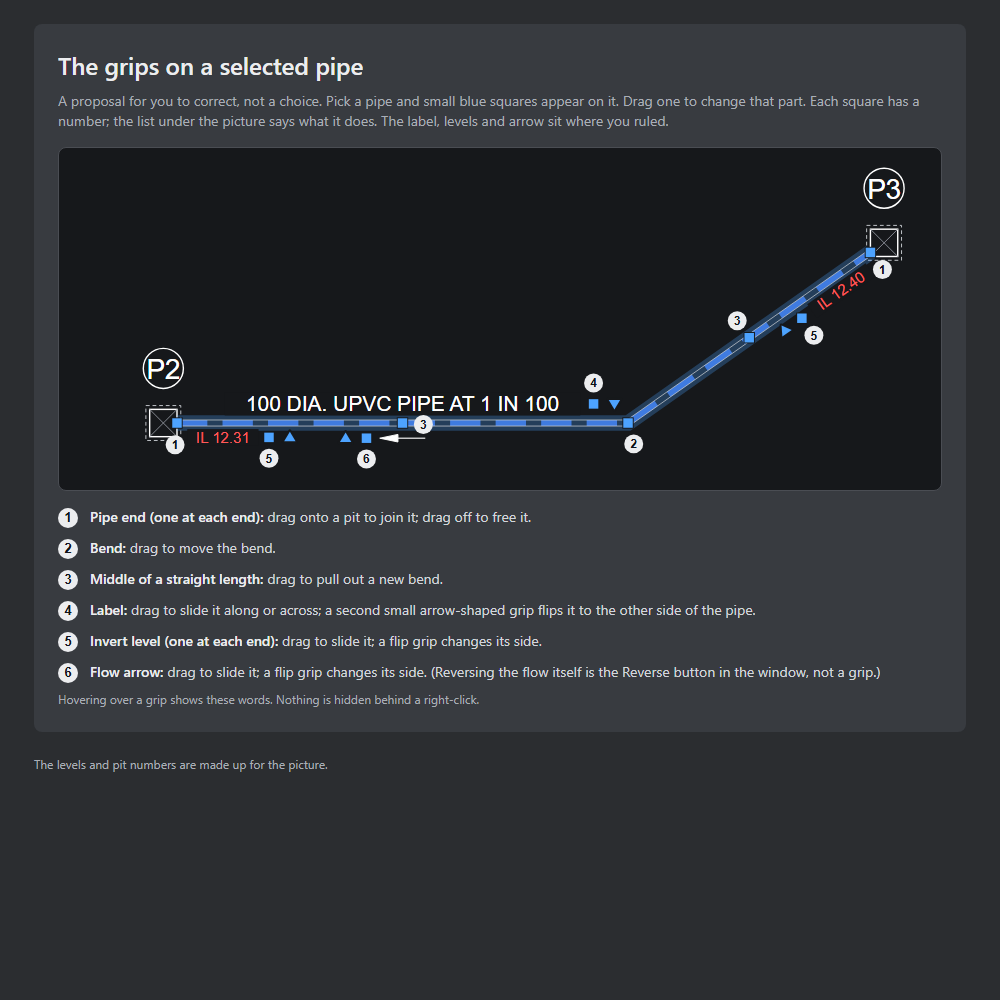 The grips on a selected pipe
A proposal for you to correct, not a choice. Pick a pipe and small blue squares appear on it. Drag one to change that part. Each square has a
number; the list under the picture says what it does. The label, levels and arrow sit where you ruled.
P3
1
IL 12.40
3
5
P2
4
100 DIA. UPVC PIPE AT 1 IN 100
3
1
IL 12.31
2
5
6
1 Pipe end (one at each end): drag onto a pit to join it; drag off to free it.
2 Bend: drag to move the bend.
3 Middle of a straight length: drag to pull out a new bend.
4 Label: drag to slide it along or across; a second small arrow-shaped grip flips it to the other side of the pipe.
5 Invert level (one at each end): drag to slide it; a flip grip changes its side.
6 Flow arrow: drag to slide it; a flip grip changes its side. (Reversing the flow itself is the Reverse button in the window, not a grip.)
Hovering over a grip shows these words. Nothing is hidden behind a right-click.
The levels and pit numbers are made up for the picture.